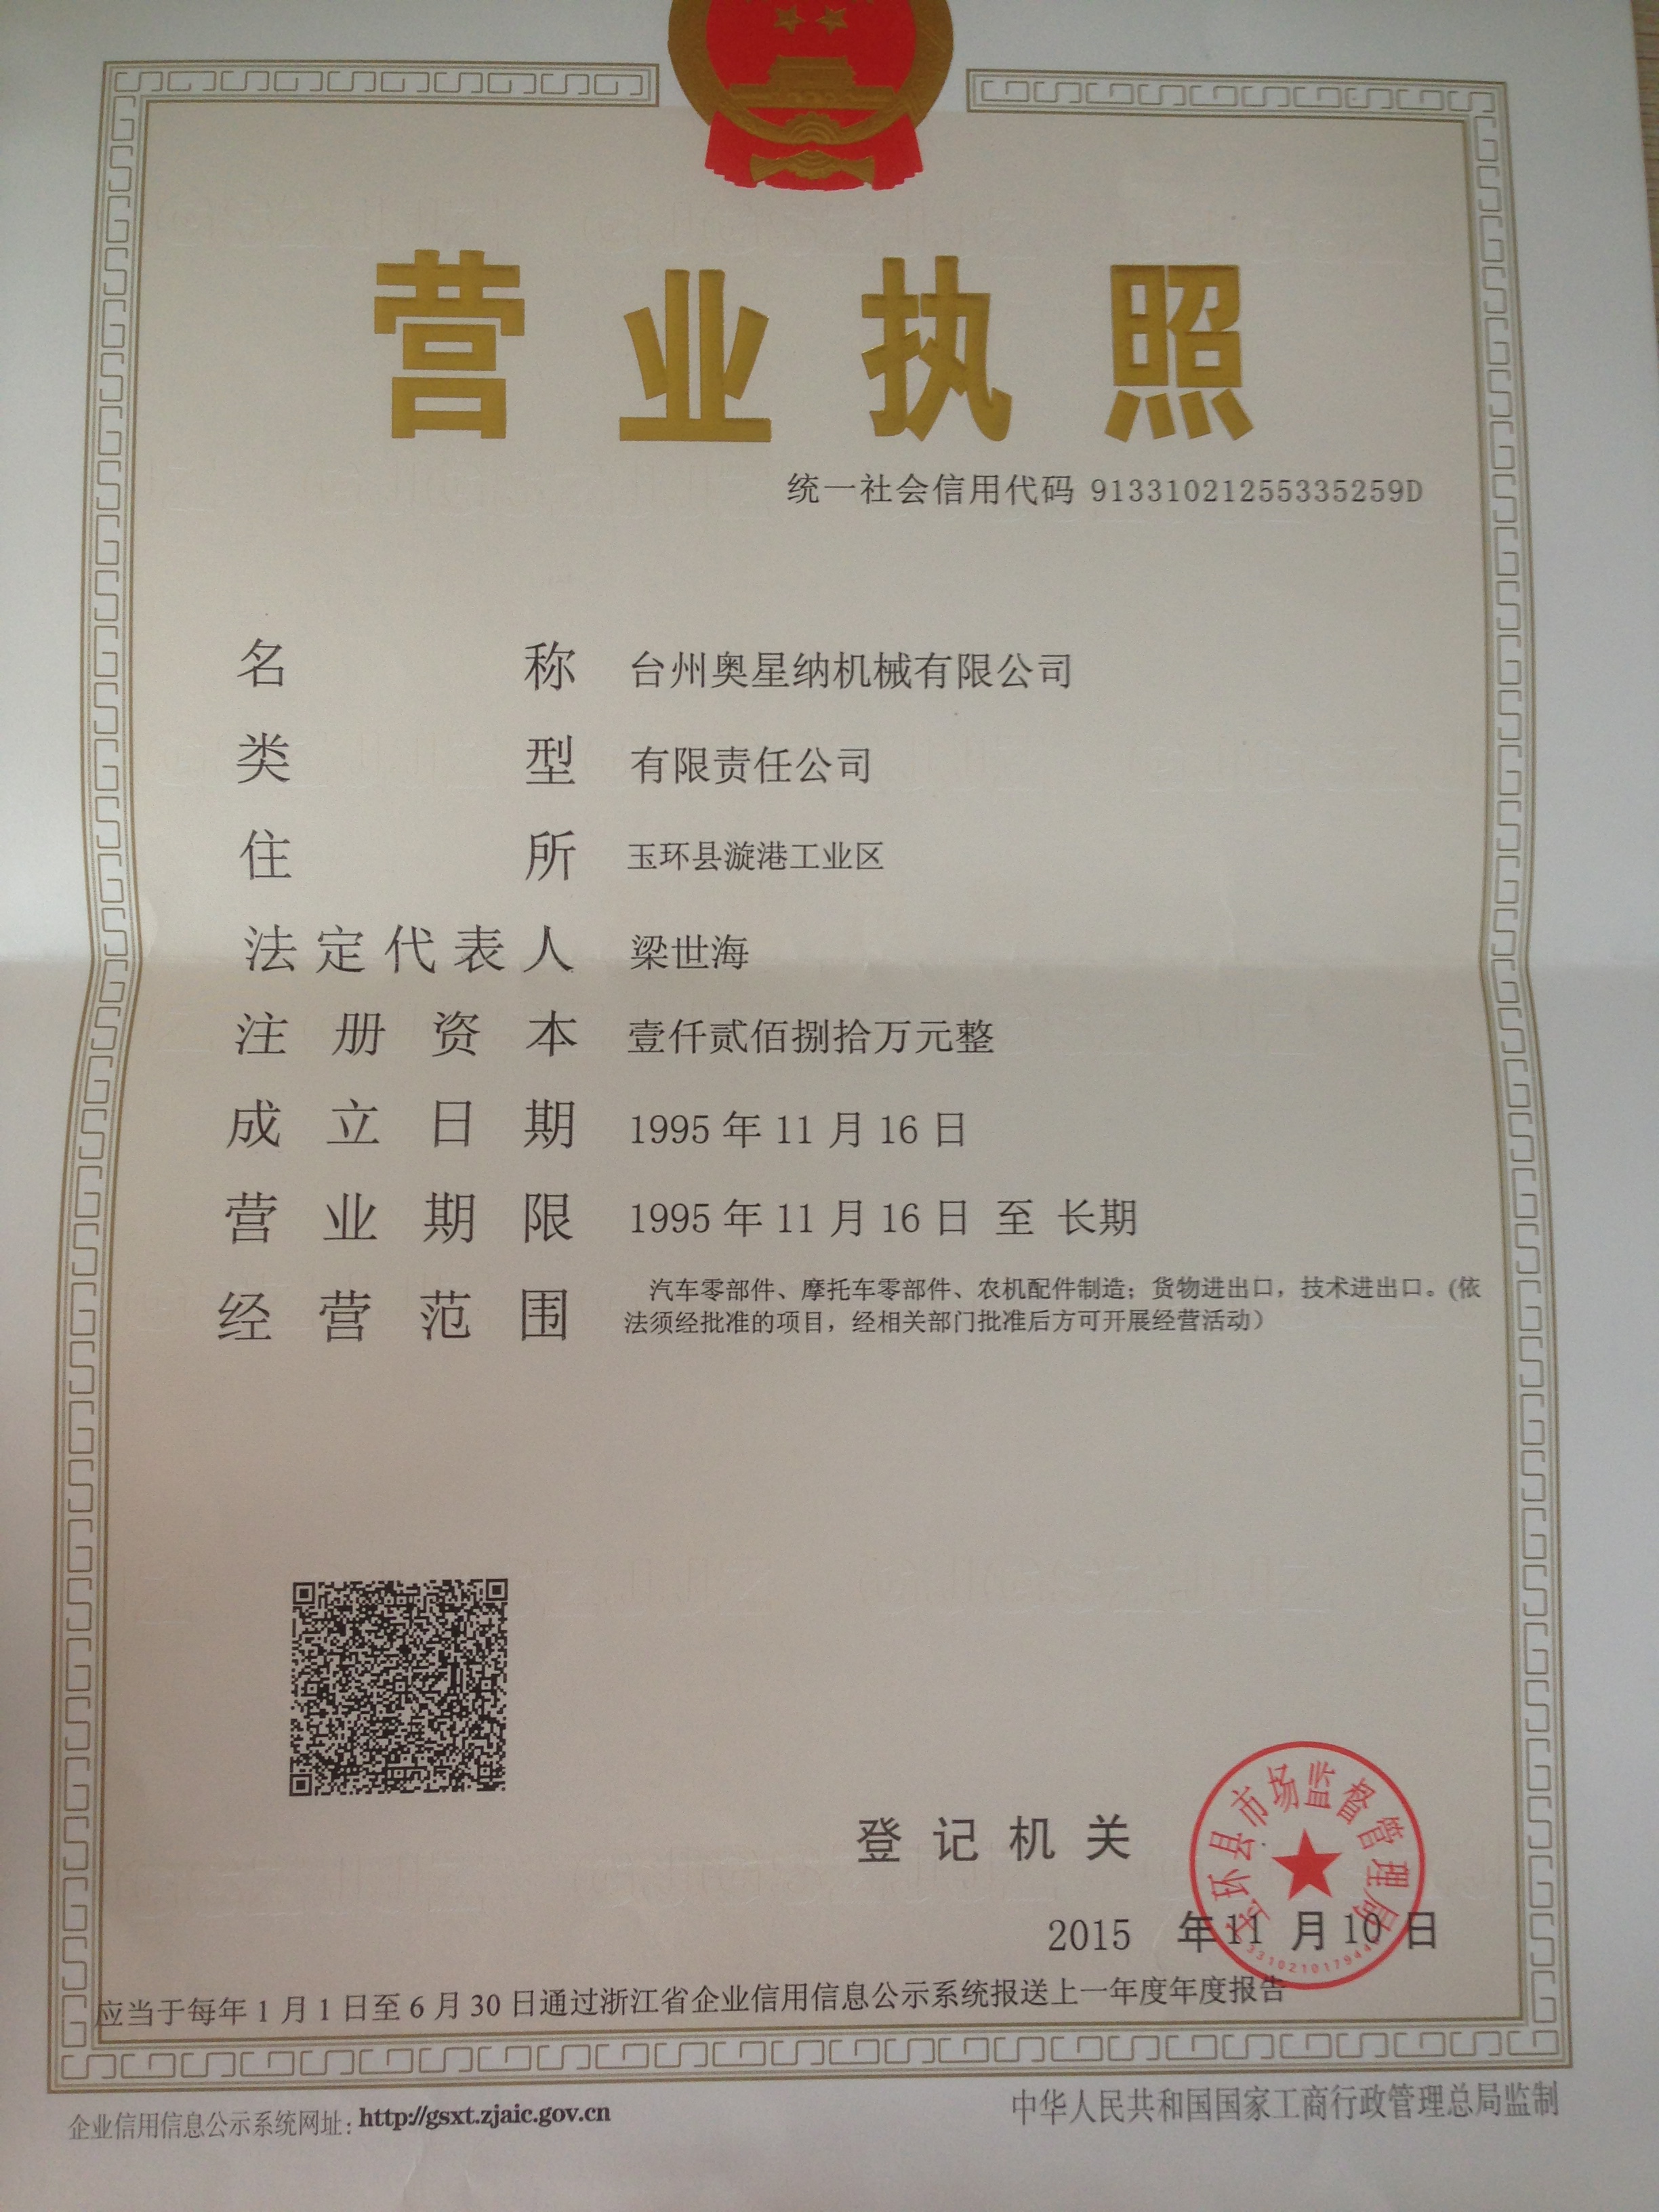 营业执照
统一社会信用代码 91331021255335259D
名称 台州奥星纳机械有限公司
类型 有限责任公司
住所 玉环县漩港工业区
法定代表人 梁世海
注册资本 壹仟贰佰捌拾万元整
成立日期 1995年11月16日
营业期限 1995年11月16日 至 长期
经营范围 汽车零部件、摩托车零部件、农机配件制造；货物进出口，技术进出口。(依
法须经批准的项目，经相关部门批准后方可开展经营活动）
登记机关
玉环县市场监督管理局
2015 年11 月10 日
应当于每年1月1日至6月30日通过浙江省企业信用信息公示系统报送上一年度年度报告
企业信用信息公示系统网址：http://gsxt.zjaic.gov.cn
中华人民共和国国家工商行政管理总局监制